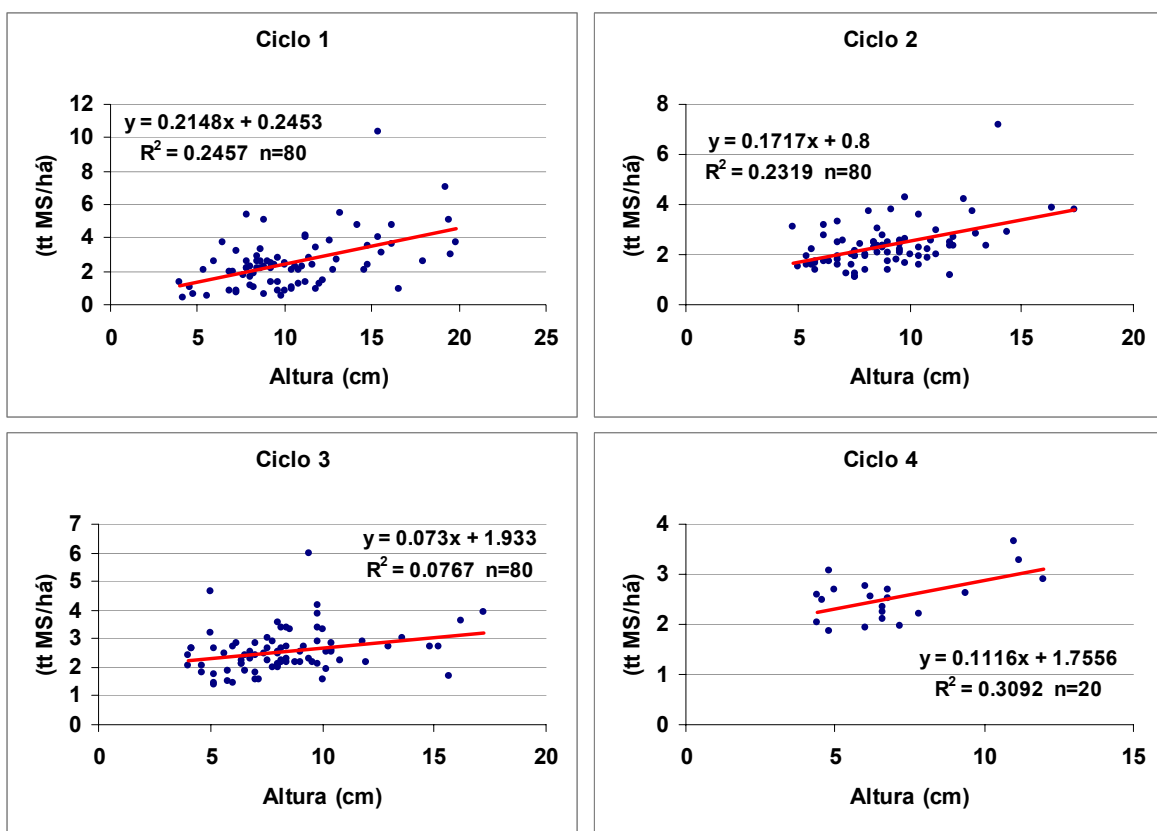 Ciclo 1
12
10
8
6
4
2
0
(tt MS/há)
y = 0.2148x + 0.2453
R² = 0.2457 n=80
0 5 10 15 20 25
Altura (cm)
Ciclo 2
8
6
4
2
0
(tt MS/há)
y = 0.1717x + 0.8
R² = 0.2319 n=80
0 5 10 15 20
Altura (cm)
Ciclo 3
7
6
5
4
3
2
1
0
(tt MS/há)
y = 0.073x + 1.933
R² = 0.0767 n=80
0 5 10 15 20
Altura (cm)
Ciclo 4
4
3
2
1
0
(tt MS/há)
y = 0.1116x + 1.7556
R² = 0.3092 n=20
0 5 10 15
Altura (cm)